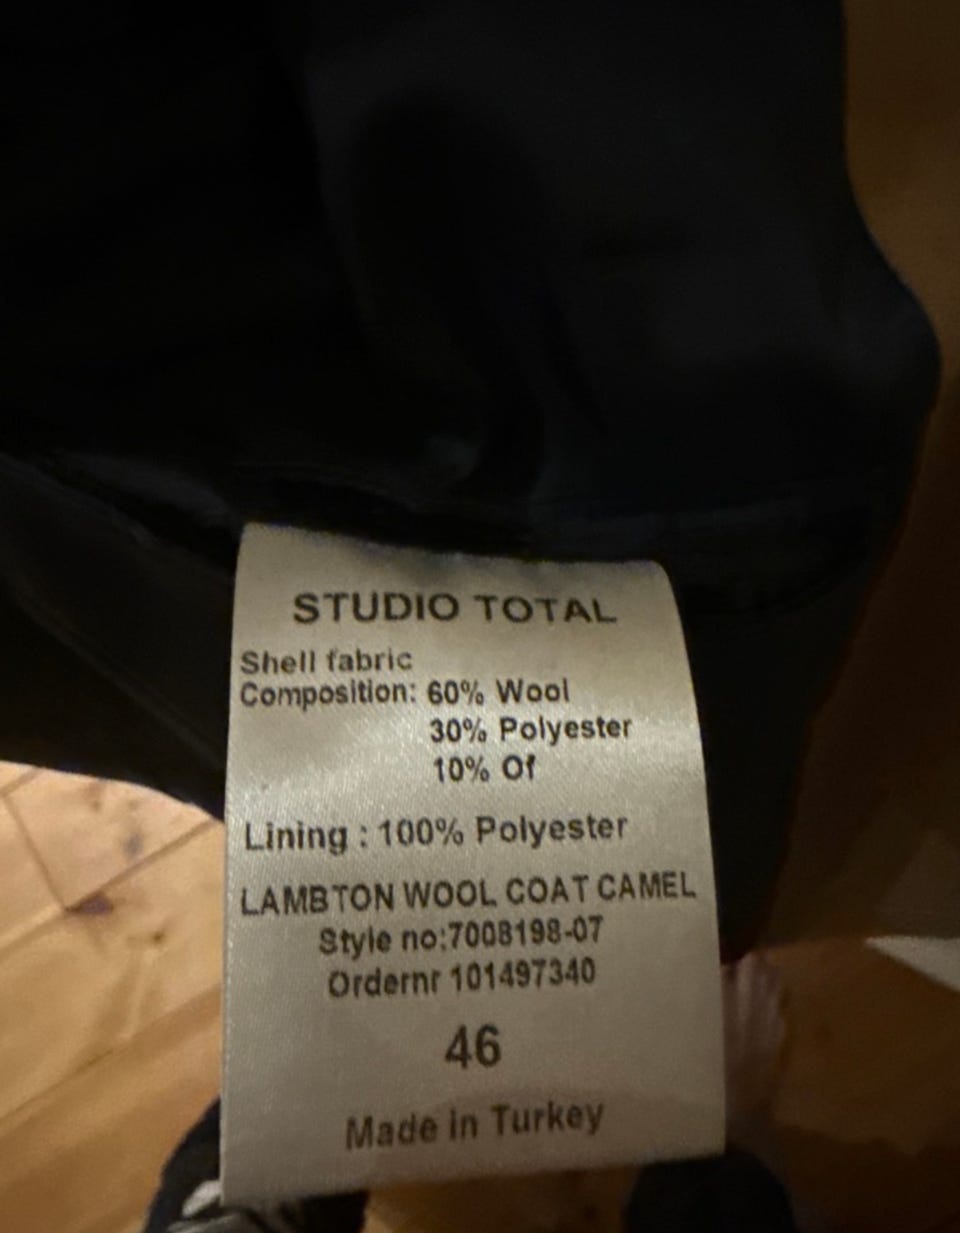 STUDIO TOTAL
Shell fabric
Composition: 60% Wool
30% Polyester
10% Of
Lining : 100% Polyester
LAMBTON WOOL COAT CAMEL
Style no:7008198-07
Ordernr 101497340
46
Made in Turkey